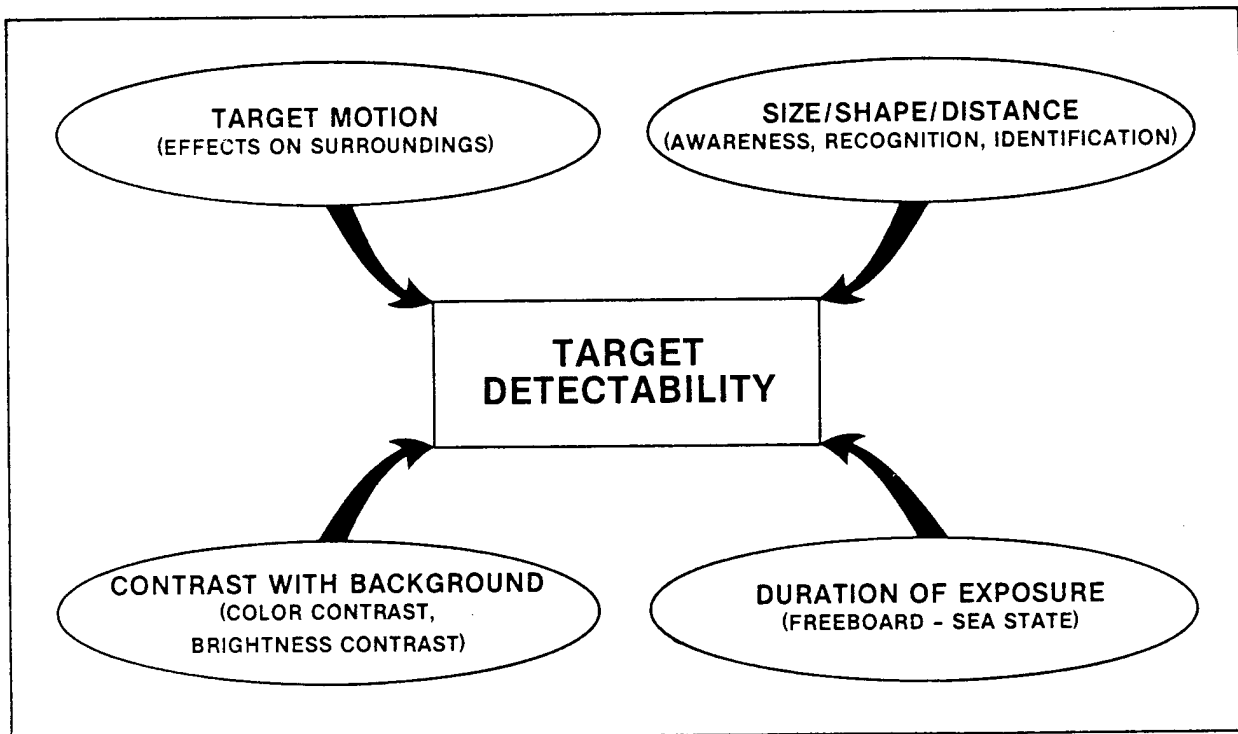 TARGET MOTION
(EFFECTS ON SURROUNDINGS)
SIZE/SHAPE/DISTANCE
(AWARENESS, RECOGNITION, IDENTIFICATION)
TARGET
DETECTABILITY
CONTRAST WITH BACKGROUND
(COLOR CONTRAST,
BRIGHTNESS CONTRAST)
DURATION OF EXPOSURE
(FREEBOARD - SEA STATE)